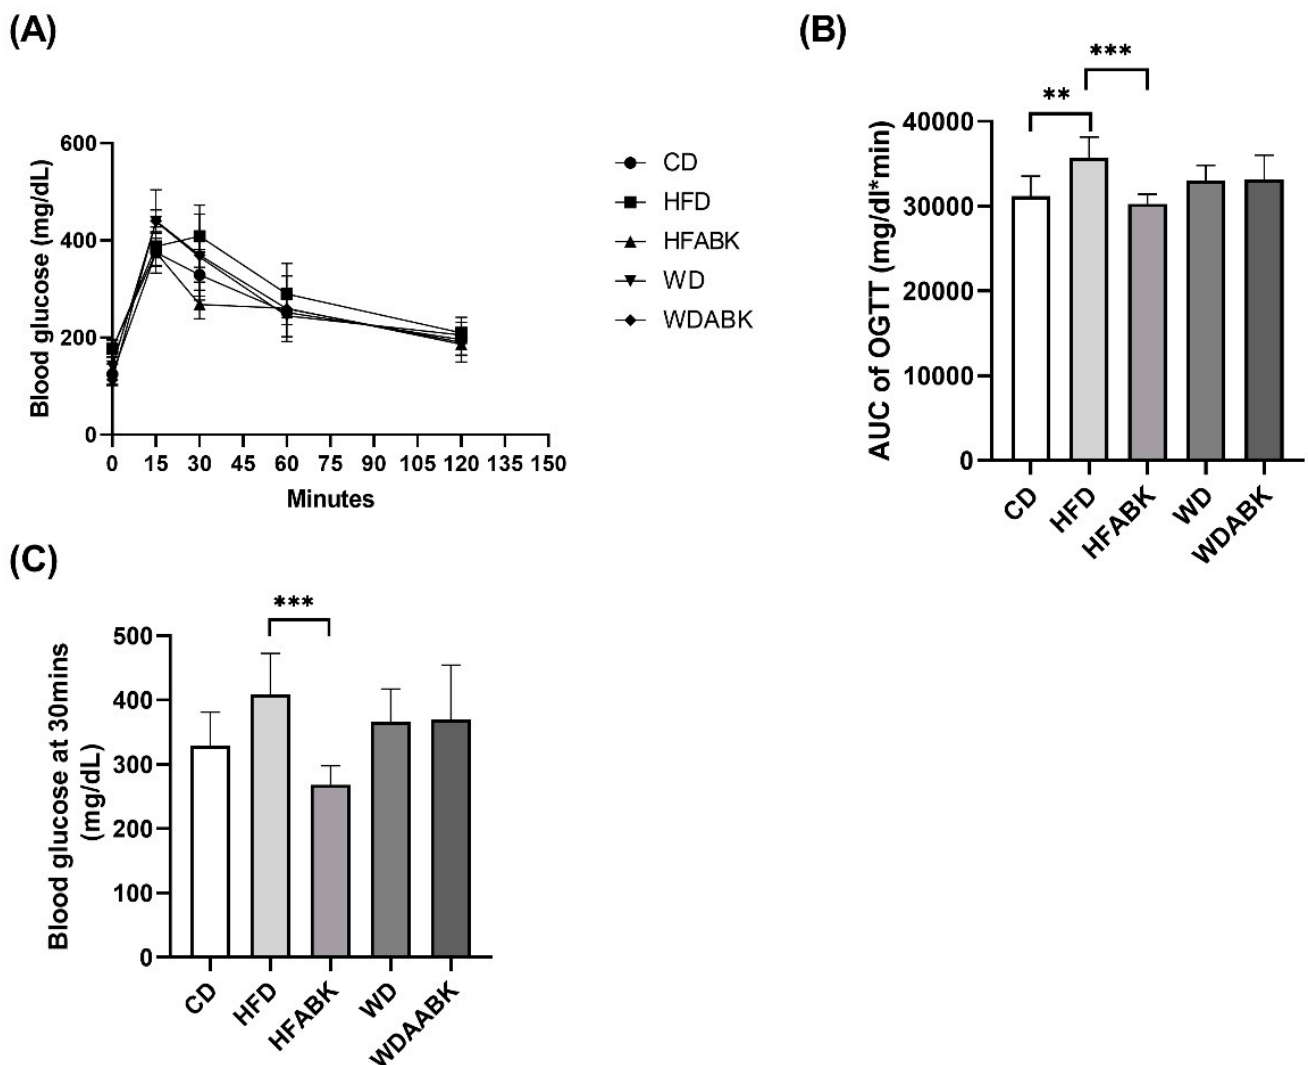 (A)
600
400
200
0
Blood glucose (mg/dL)
0 15 30 45 60 75 90 105 120 135 150
Minutes
CD
HFD
HFABK
WD
WDABK
(B)
***
**
40000
30000
20000
10000
0
AUC of OGTT (mg/dl*min)
CD
HFD
HFABK
WD
WDABK
(C)
***
500
400
300
200
100
0
Blood glucose at 30mins
(mg/dL)
CD
HFD
HFABK
WD
WDAABK